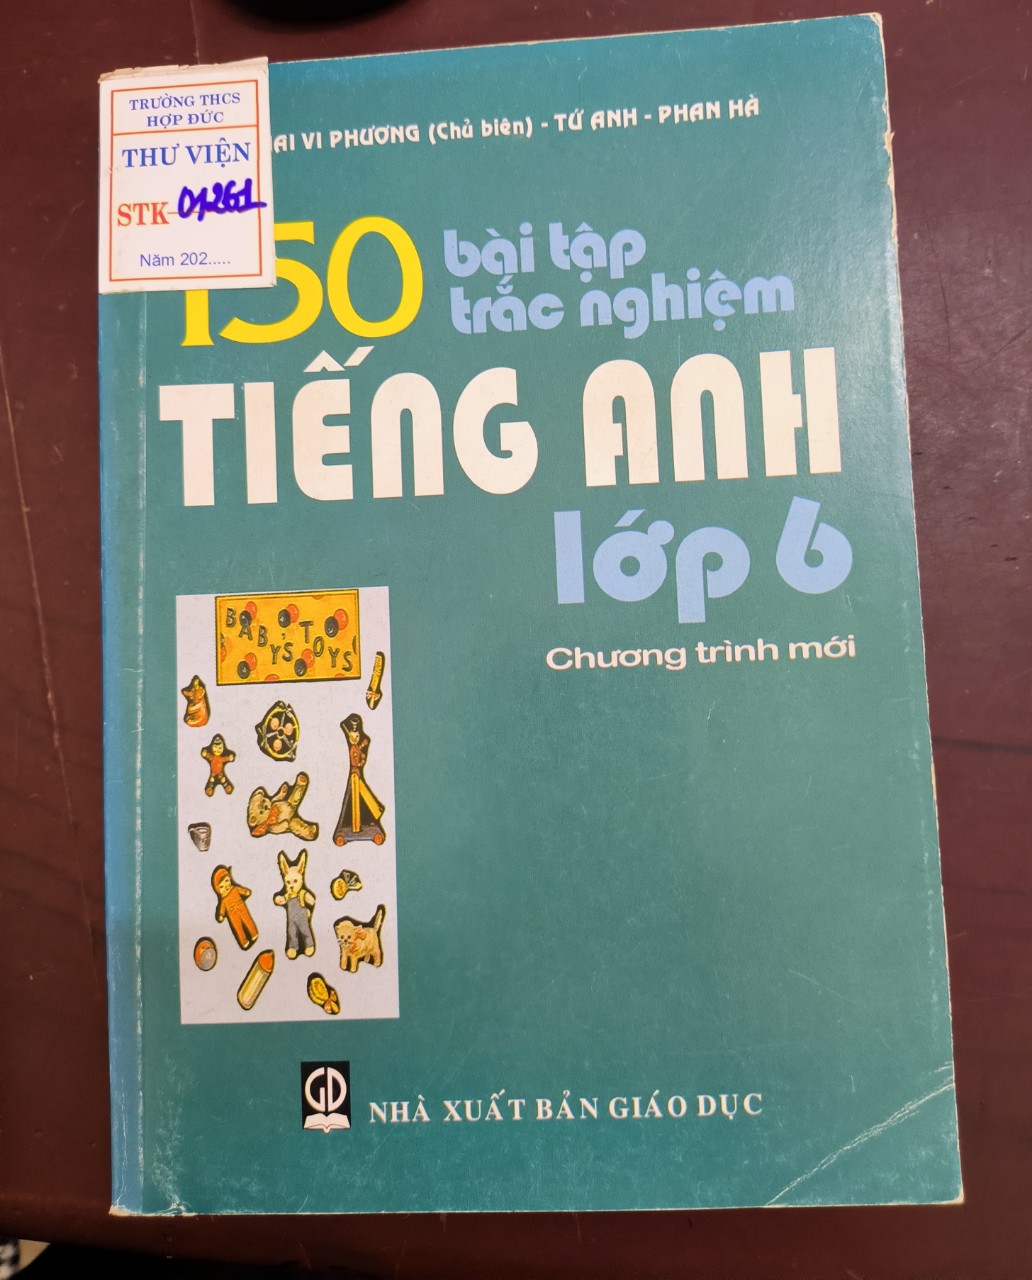 TRƯỜNG THCS
HỢP ĐỨC
THƯ VIỆN
STK 01261
Năm 202.....
VI PHƯƠNG (Chủ biên) - TỨ ANH - PHAN HÀ
150 bài tập
trắc nghiệm
TIẾNG ANH
lớp 6
Chương trình mới
BABY'S TOYS
GD
NHÀ XUẤT BẢN GIÁO DỤC